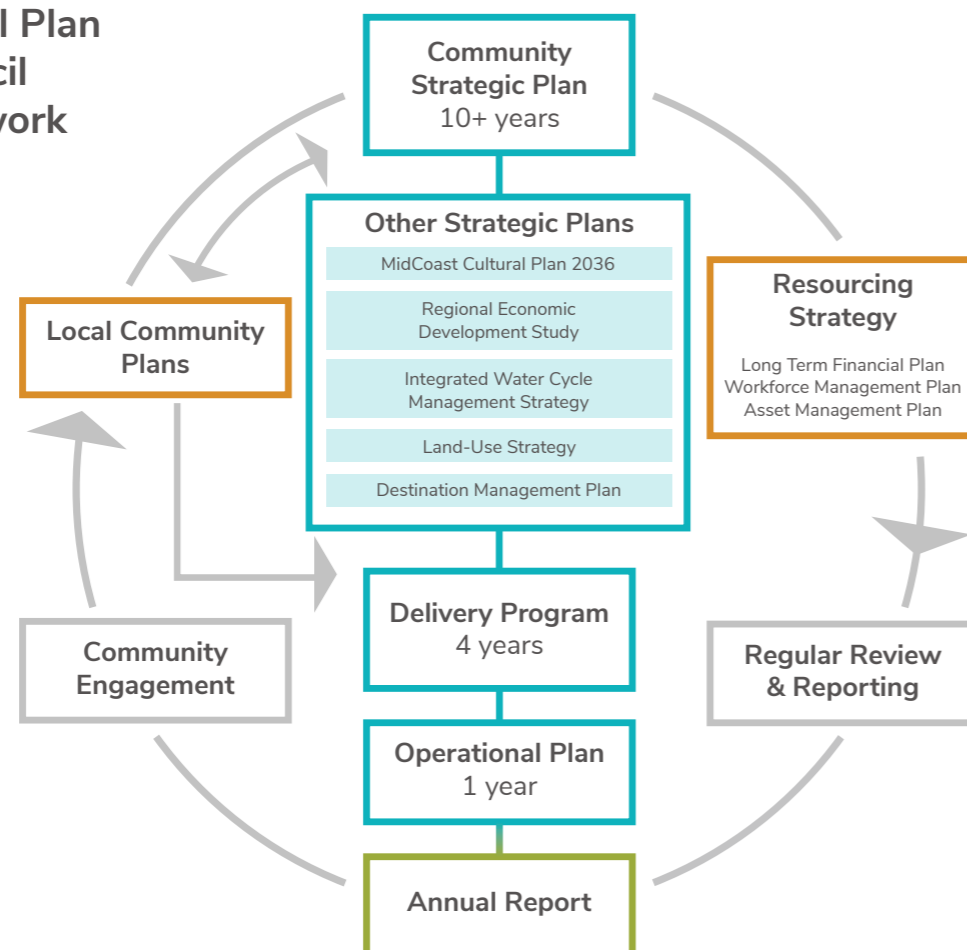 l Plan
cil
work
Community
Strategic Plan
10+ years
Other Strategic Plans
MidCoast Cultural Plan 2036
Regional Economic
Development Study
Integrated Water Cycle
Management Strategy
Land-Use Strategy
Destination Management Plan
Local Community
Plans
Resourcing
Strategy
Long Term Financial Plan
Workforce Management Plan
Asset Management Plan
Delivery Program
4 years
Community
Engagement
Regular Review
& Reporting
Operational Plan
1 year
Annual Report